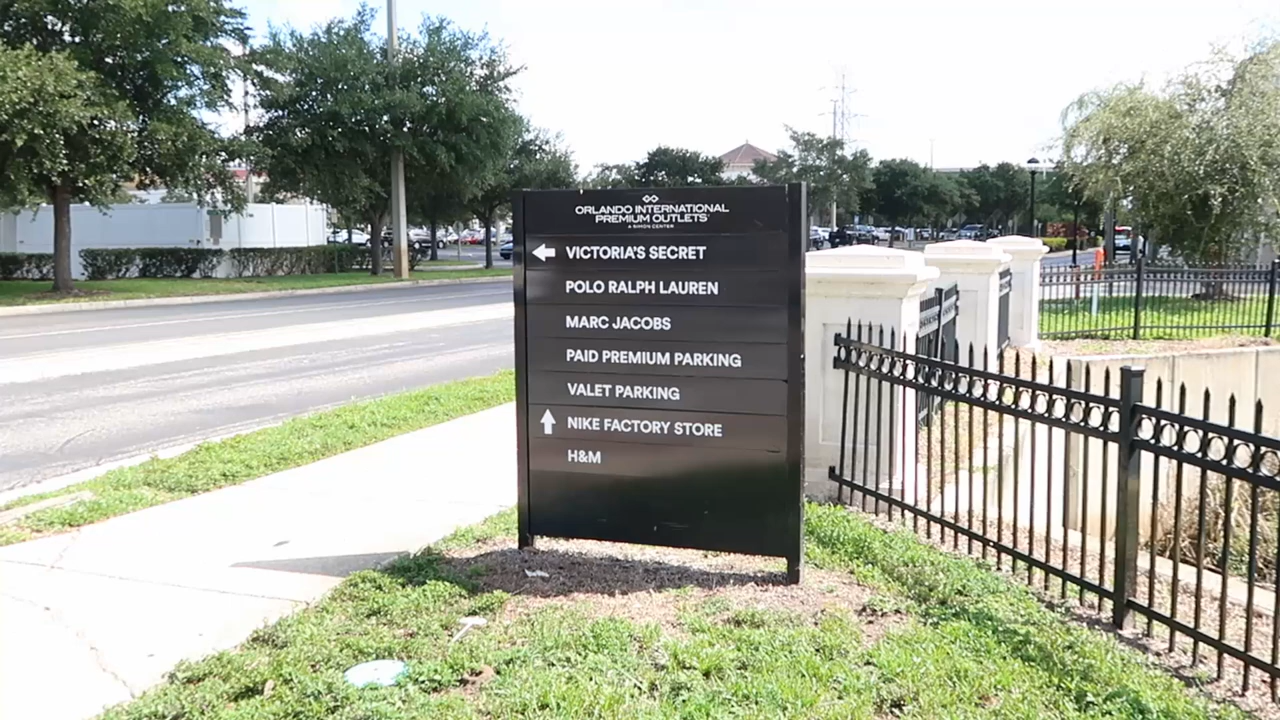 ORLANDO INTERNATIONAL
PREMIUM OUTLETS
A SIMON CENTER
VICTORIA'S SECRET
POLO RALPH LAUREN
MARC JACOBS
PAID PREMIUM PARKING
VALET PARKING
NIKE FACTORY STORE
H&M